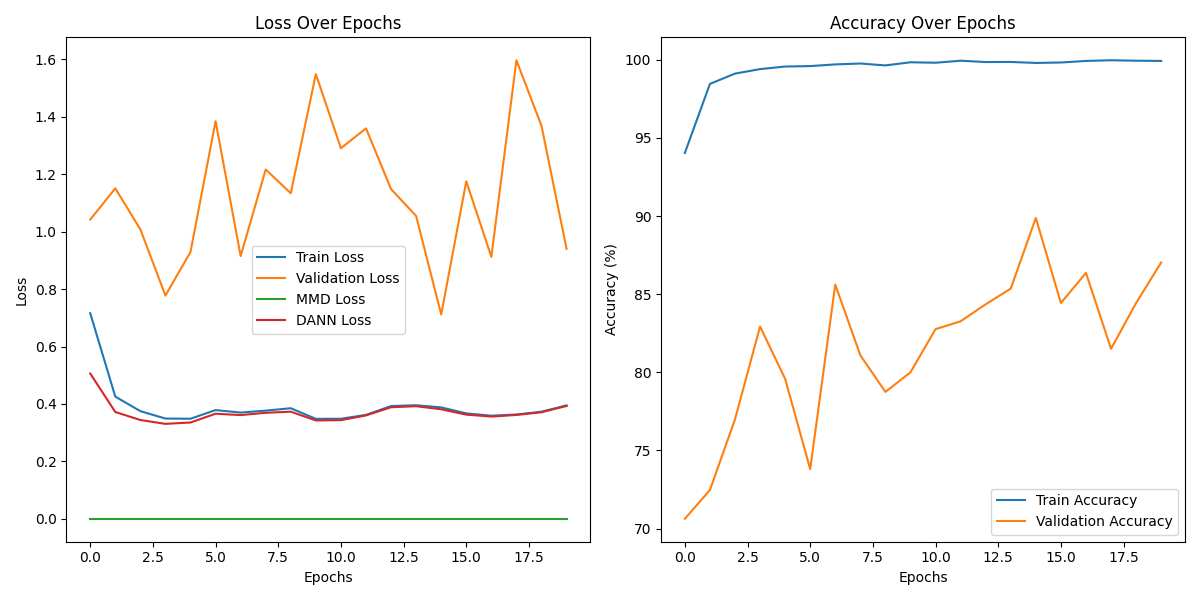 Loss Over Epochs
1.6
1.4
1.2
1.0
0.8
0.6
0.4
0.2
0.0
Loss
Train Loss
Validation Loss
MMD Loss
DANN Loss
0.0 2.5 5.0 7.5 10.0 12.5 15.0 17.5
Epochs
Accuracy Over Epochs
100
95
90
85
80
75
70
Accuracy (%)
Train Accuracy
Validation Accuracy
0.0 2.5 5.0 7.5 10.0 12.5 15.0 17.5
Epochs